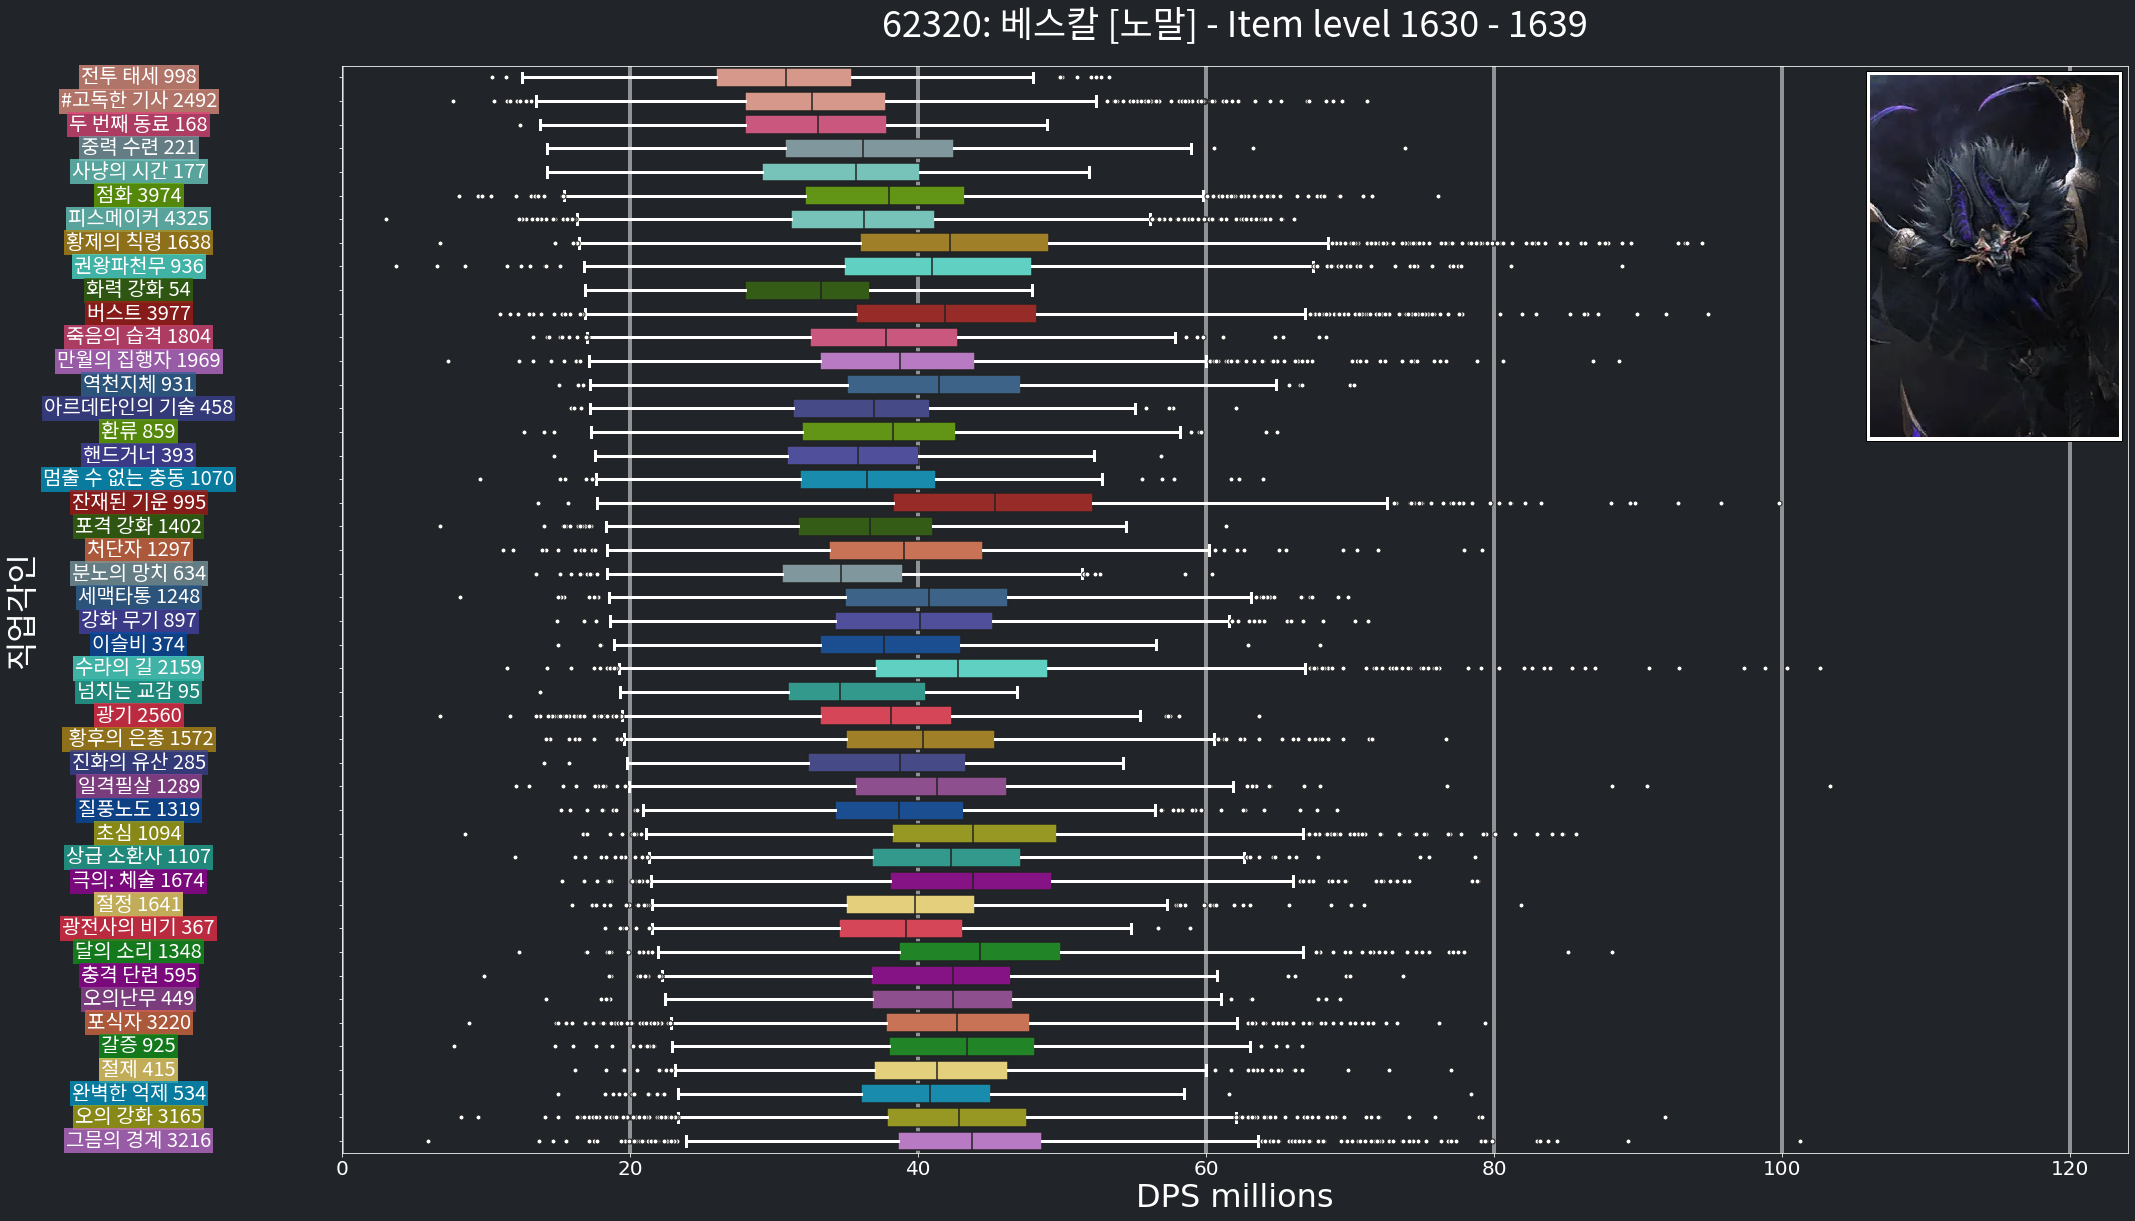 62320: 베스칼 [노말] - Item level 1630 - 1639
전투 태세 998
#고독한 기사 2492
두 번째 동료 168
중력 수련 221
사냥의 시간 177
점화 3974
피스메이커 4325
황제의 칙령 1638
권왕파천무 936
화력 강화 54
버스트 3977
죽음의 습격 1804
만월의 집행자 1969
역천지체 931
아르데타인의 기술 458
환류 859
핸드거너 393
멈출 수 없는 충동 1070
잔재된 기운 995
포격 강화 1402
처단자 1297
분노의 망치 634
세맥타통 1248
강화 무기 897
이슬비 374
수라의 길 2159
넘치는 교감 95
광기 2560
황후의 은총 1572
진화의 유산 285
일격필살 1289
질풍노도 1319
초심 1094
상급 소환사 1107
극의: 체술 1674
절정 1641
광전사의 비기 367
달의 소리 1348
충격 단련 595
오의난무 449
포식자 3220
갈증 925
절제 415
완벽한 억제 534
오의 강화 3165
그믐의 경계 3216
직업각인
0 20 40 60 80 100 120
DPS millions